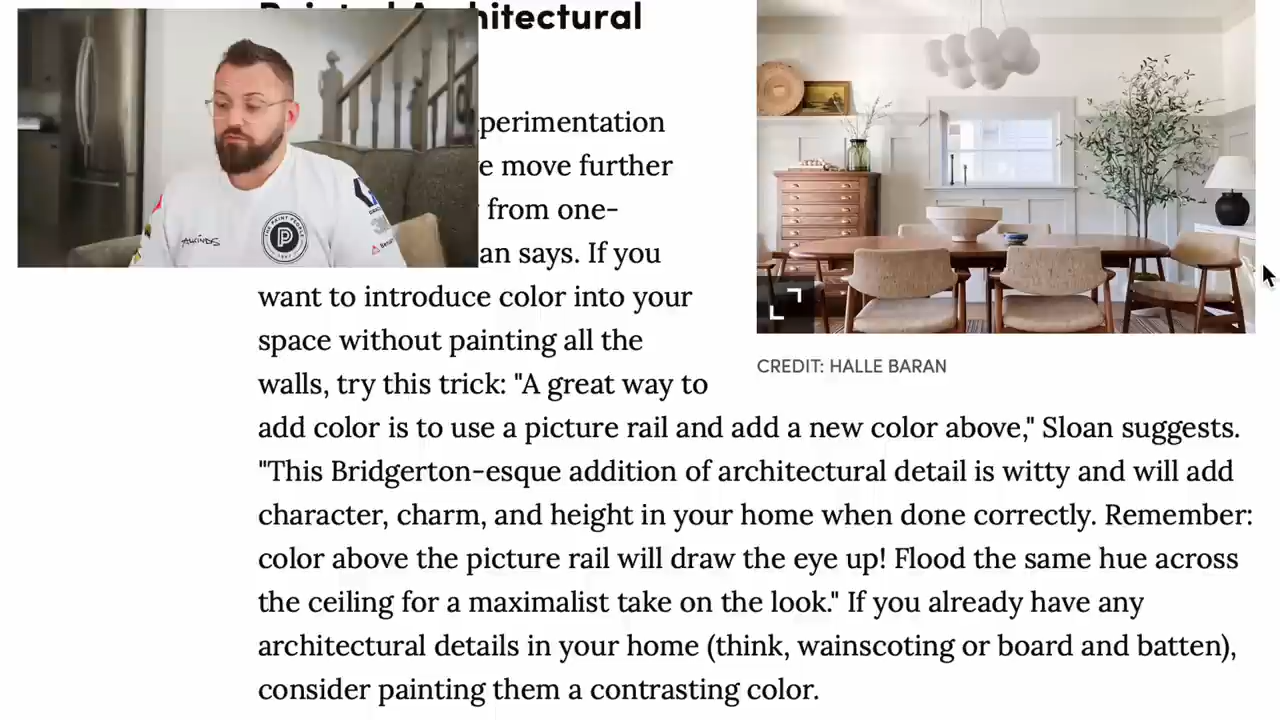 Painted Architectural
perimentation
e move further
from one-
an says. If you
want to introduce color into your
space without painting all the
walls, try this trick: "A great way to
add color is to use a picture rail and add a new color above," Sloan suggests.
"This Bridgerton-esque addition of architectural detail is witty and will add
character, charm, and height in your home when done correctly. Remember:
color above the picture rail will draw the eye up! Flood the same hue across
the ceiling for a maximalist take on the look." If you already have any
architectural details in your home (think, wainscoting or board and batten),
consider painting them a contrasting color.
CREDIT: HALLE BARAN
THE PAINT PEOPLE
P